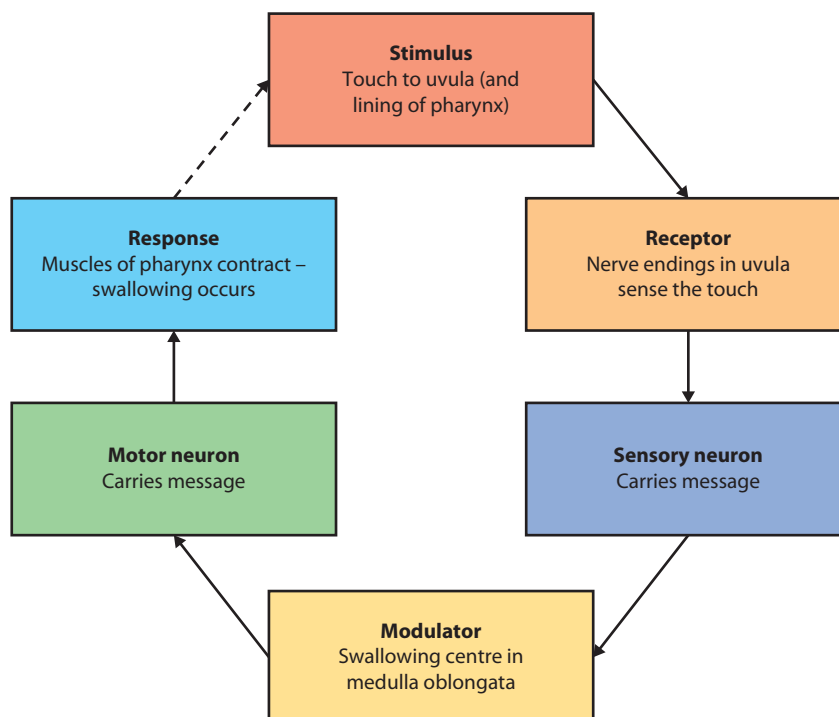 Stimulus
Touch to uvula (and
lining of pharynx)
Receptor
Nerve endings in uvula
sense the touch
Sensory neuron
Carries message
Modulator
Swallowing centre in
medulla oblongata
Motor neuron
Carries message
Response
Muscles of pharynx contract –
swallowing occurs